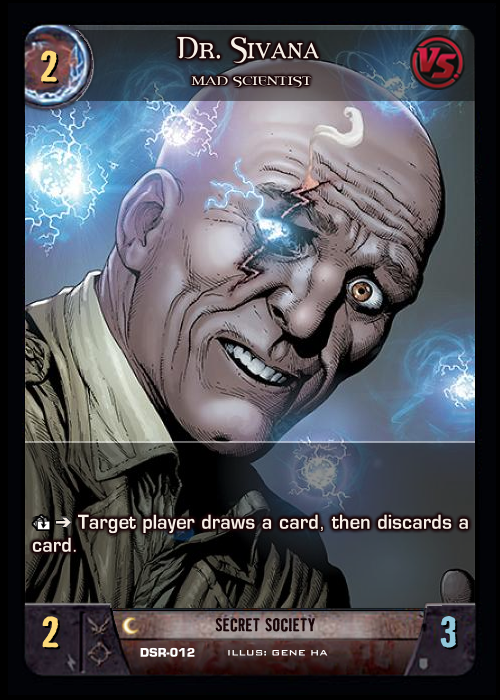 2
Dr. Sivana
VS
MAD SCIENTIST
➔ Target player draws a card, then discards a
card.
2
SECRET SOCIETY
3
DSR-012 ILLUS: GENE HA